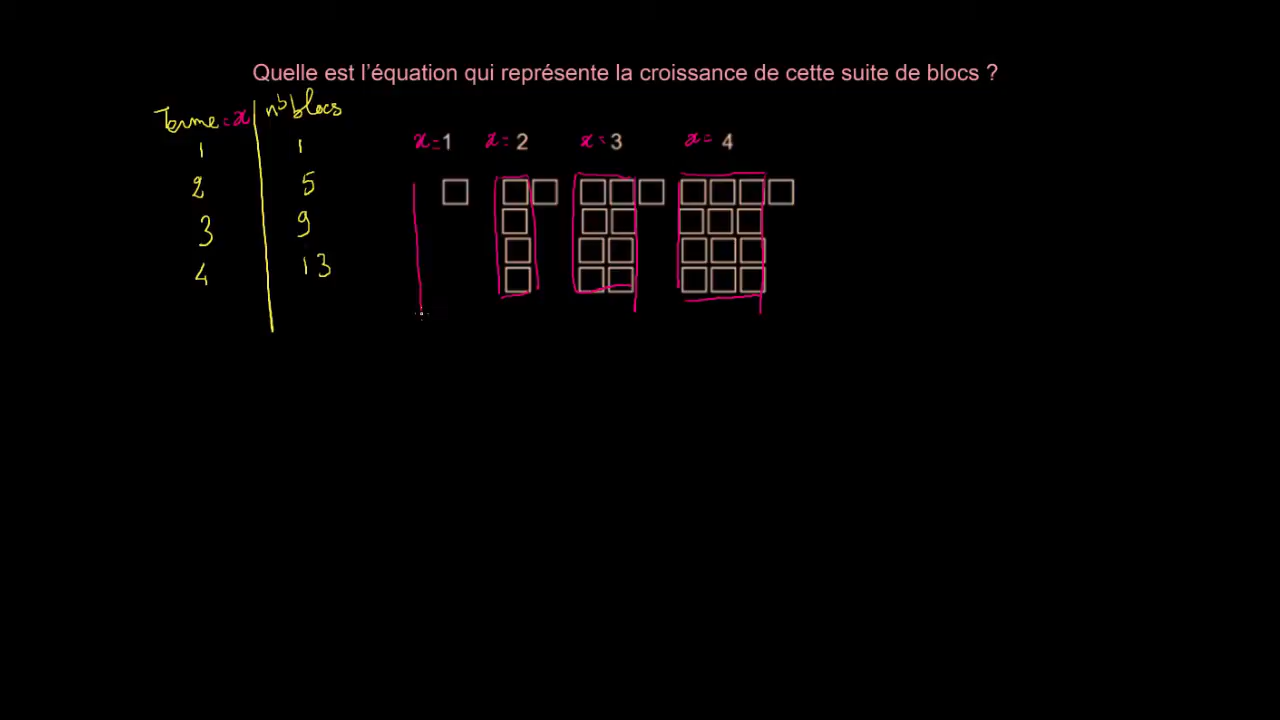 Quelle est l'équation qui représente la croissance de cette suite de blocs ?
Terme = x nb blocs
1 1
2 5
3 9
4 13
x = 1 x = 2 x = 3 x = 4